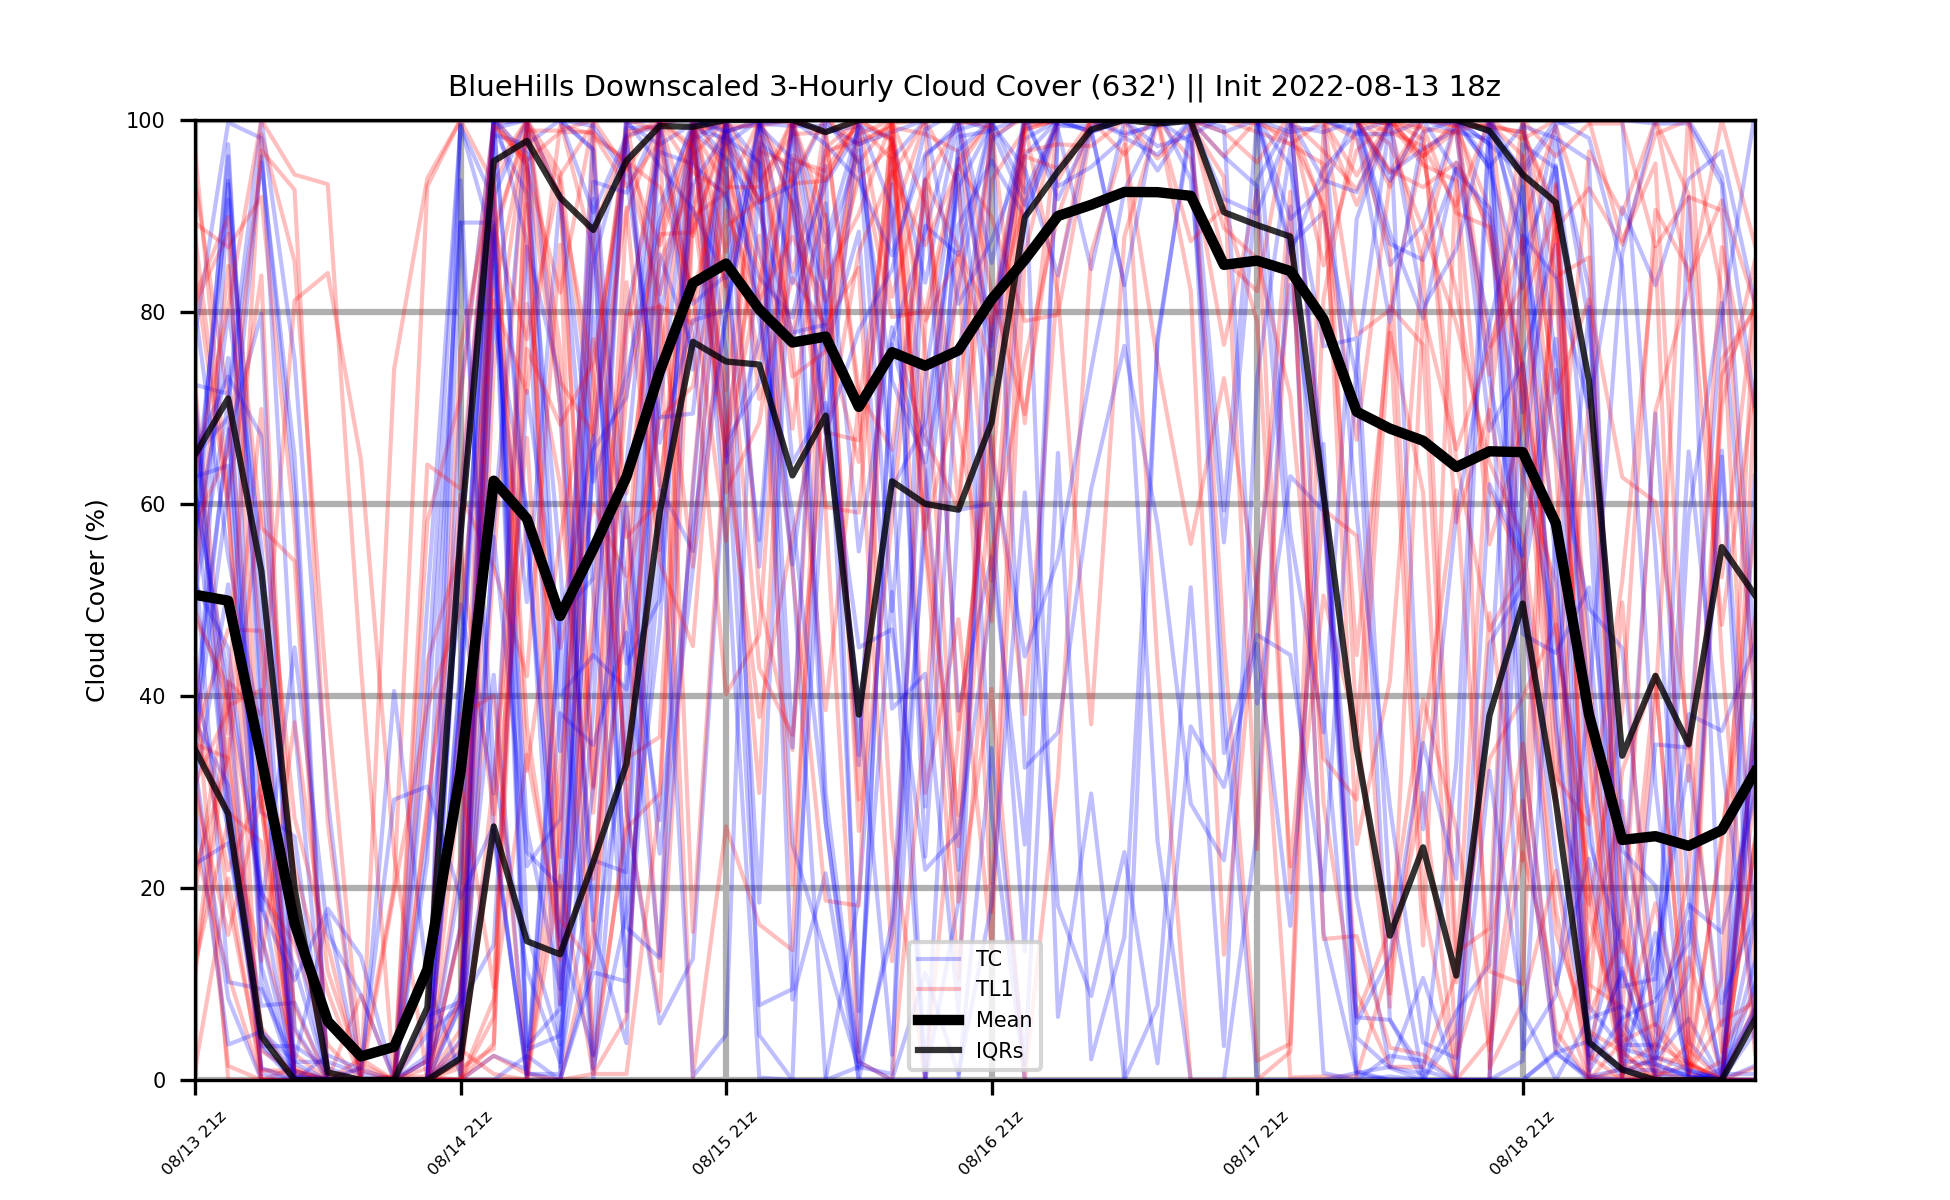 BlueHills Downscaled 3-Hourly Cloud Cover (632') || Init 2022-08-13 18z
Cloud Cover (%)
100
80
60
40
20
0
TC
TL1
Mean
IQRs
08/13 21z
08/14 21z
08/15 21z
08/16 21z
08/17 21z
08/18 21z